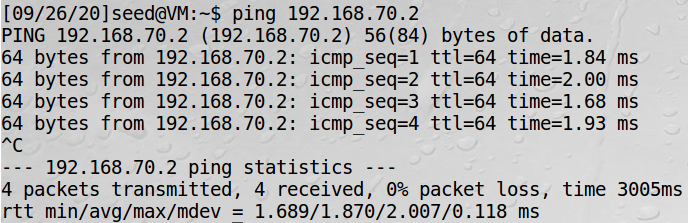 [09/26/20]seed@VM:~$ ping 192.168.70.2
PING 192.168.70.2 (192.168.70.2) 56(84) bytes of data.
64 bytes from 192.168.70.2: icmp_seq=1 ttl=64 time=1.84 ms
64 bytes from 192.168.70.2: icmp_seq=2 ttl=64 time=2.00 ms
64 bytes from 192.168.70.2: icmp_seq=3 ttl=64 time=1.68 ms
64 bytes from 192.168.70.2: icmp_seq=4 ttl=64 time=1.93 ms
^C
--- 192.168.70.2 ping statistics ---
4 packets transmitted, 4 received, 0% packet loss, time 3005ms
rtt min/avg/max/mdev = 1.689/1.870/2.007/0.118 ms